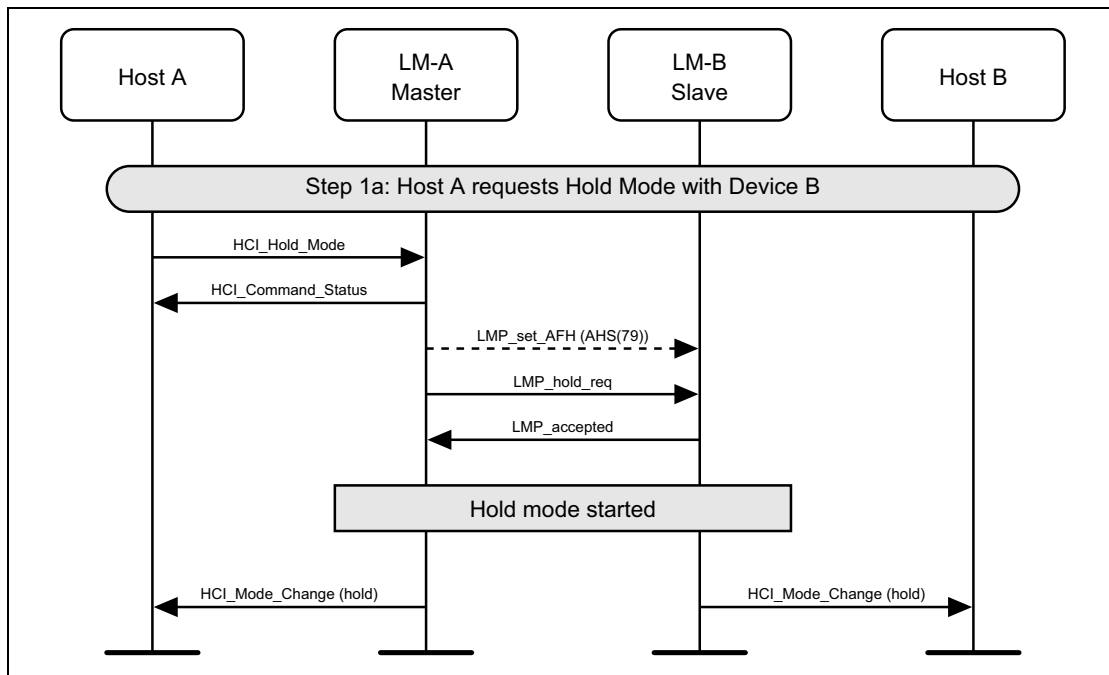 Host A
LM-A
Master
LM-B
Slave
Host B
Step 1a: Host A requests Hold Mode with Device B
HCI_Hold_Mode
HCI_Command_Status
LMP_set_AFH (AHS(79))
LMP_hold_req
LMP_accepted
Hold mode started
HCI_Mode_Change (hold)
HCI_Mode_Change (hold)